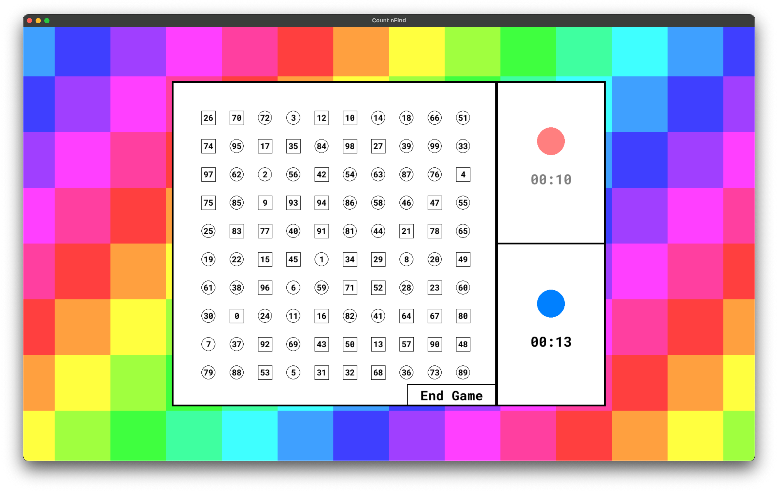 Count nFind
26 70 72 3 12 10 14 18 66 51
74 95 17 35 84 98 27 39 99 33
97 62 2 56 42 54 63 87 76 4
75 85 9 93 94 86 58 46 47 55
25 83 77 40 91 81 44 21 78 65
19 22 15 45 1 34 29 8 20 49
61 38 96 6 59 71 52 28 23 60
30 0 24 11 16 82 41 64 67 80
7 37 92 69 43 50 13 57 90 48
79 88 53 5 31 32 68 36 73 89
End Game
00:10
00:13